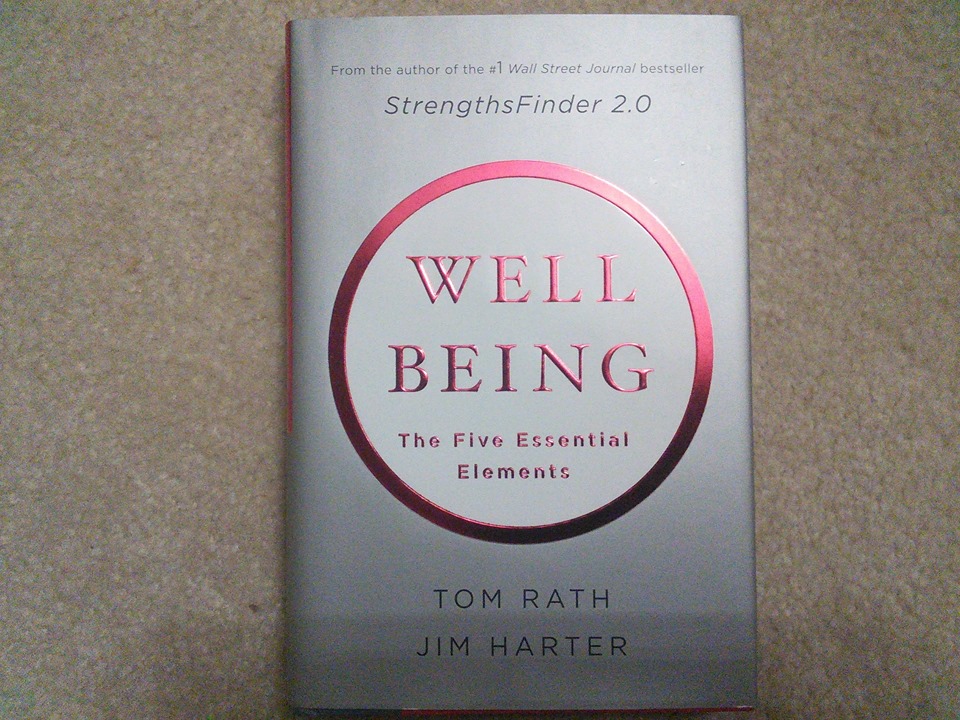 From the author of the #1 Wall Street Journal bestseller
StrengthsFinder 2.0
WELL
BEING
The Five Essential
Elements
TOM RATH
JIM HARTER